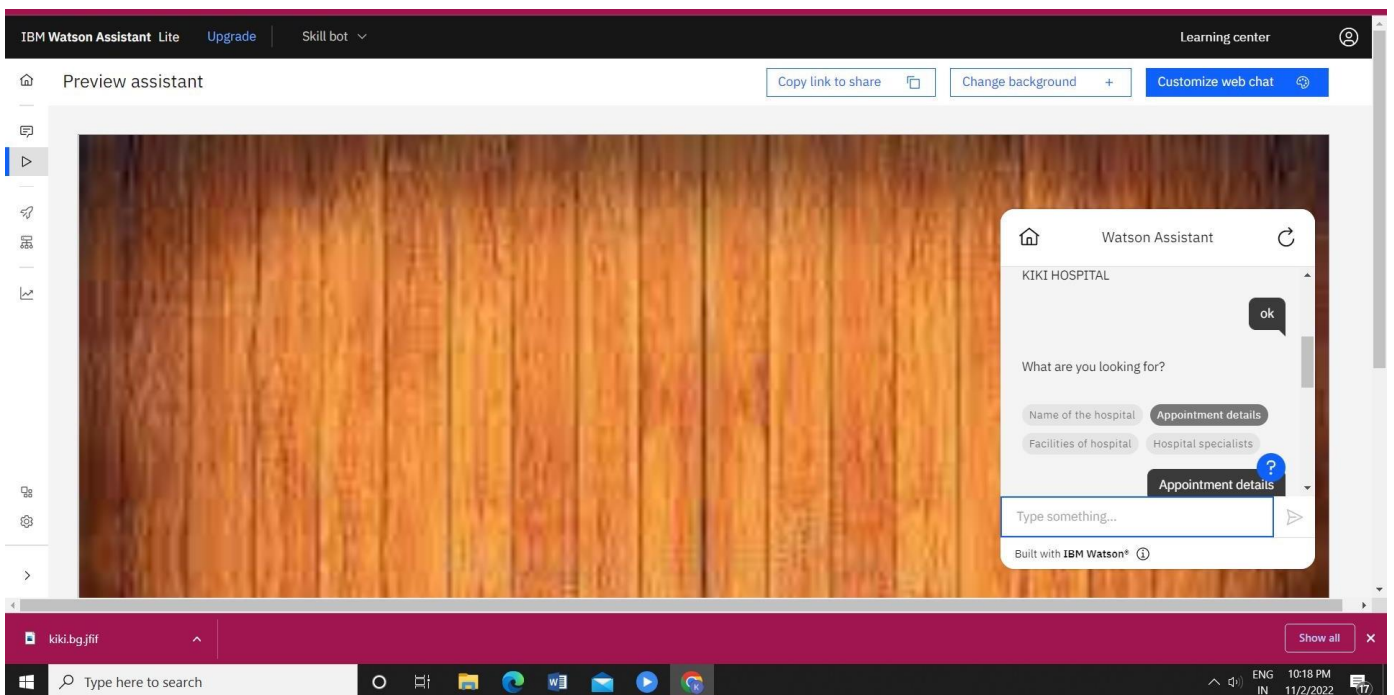 IBM Watson Assistant Lite Upgrade Skill bot Learning center
Preview assistant Copy link to share Change background + Customize web chat
Watson Assistant
KIKI HOSPITAL
ok
What are you looking for?
Name of the hospital Appointment details
Facilities of hospital Hospital specialists
?
Appointment details
Type something...
Built with IBM Watson®
kiki.bg.jfif Show all
Type here to search ENG 10:18 PM
IN 11/2/2022 17